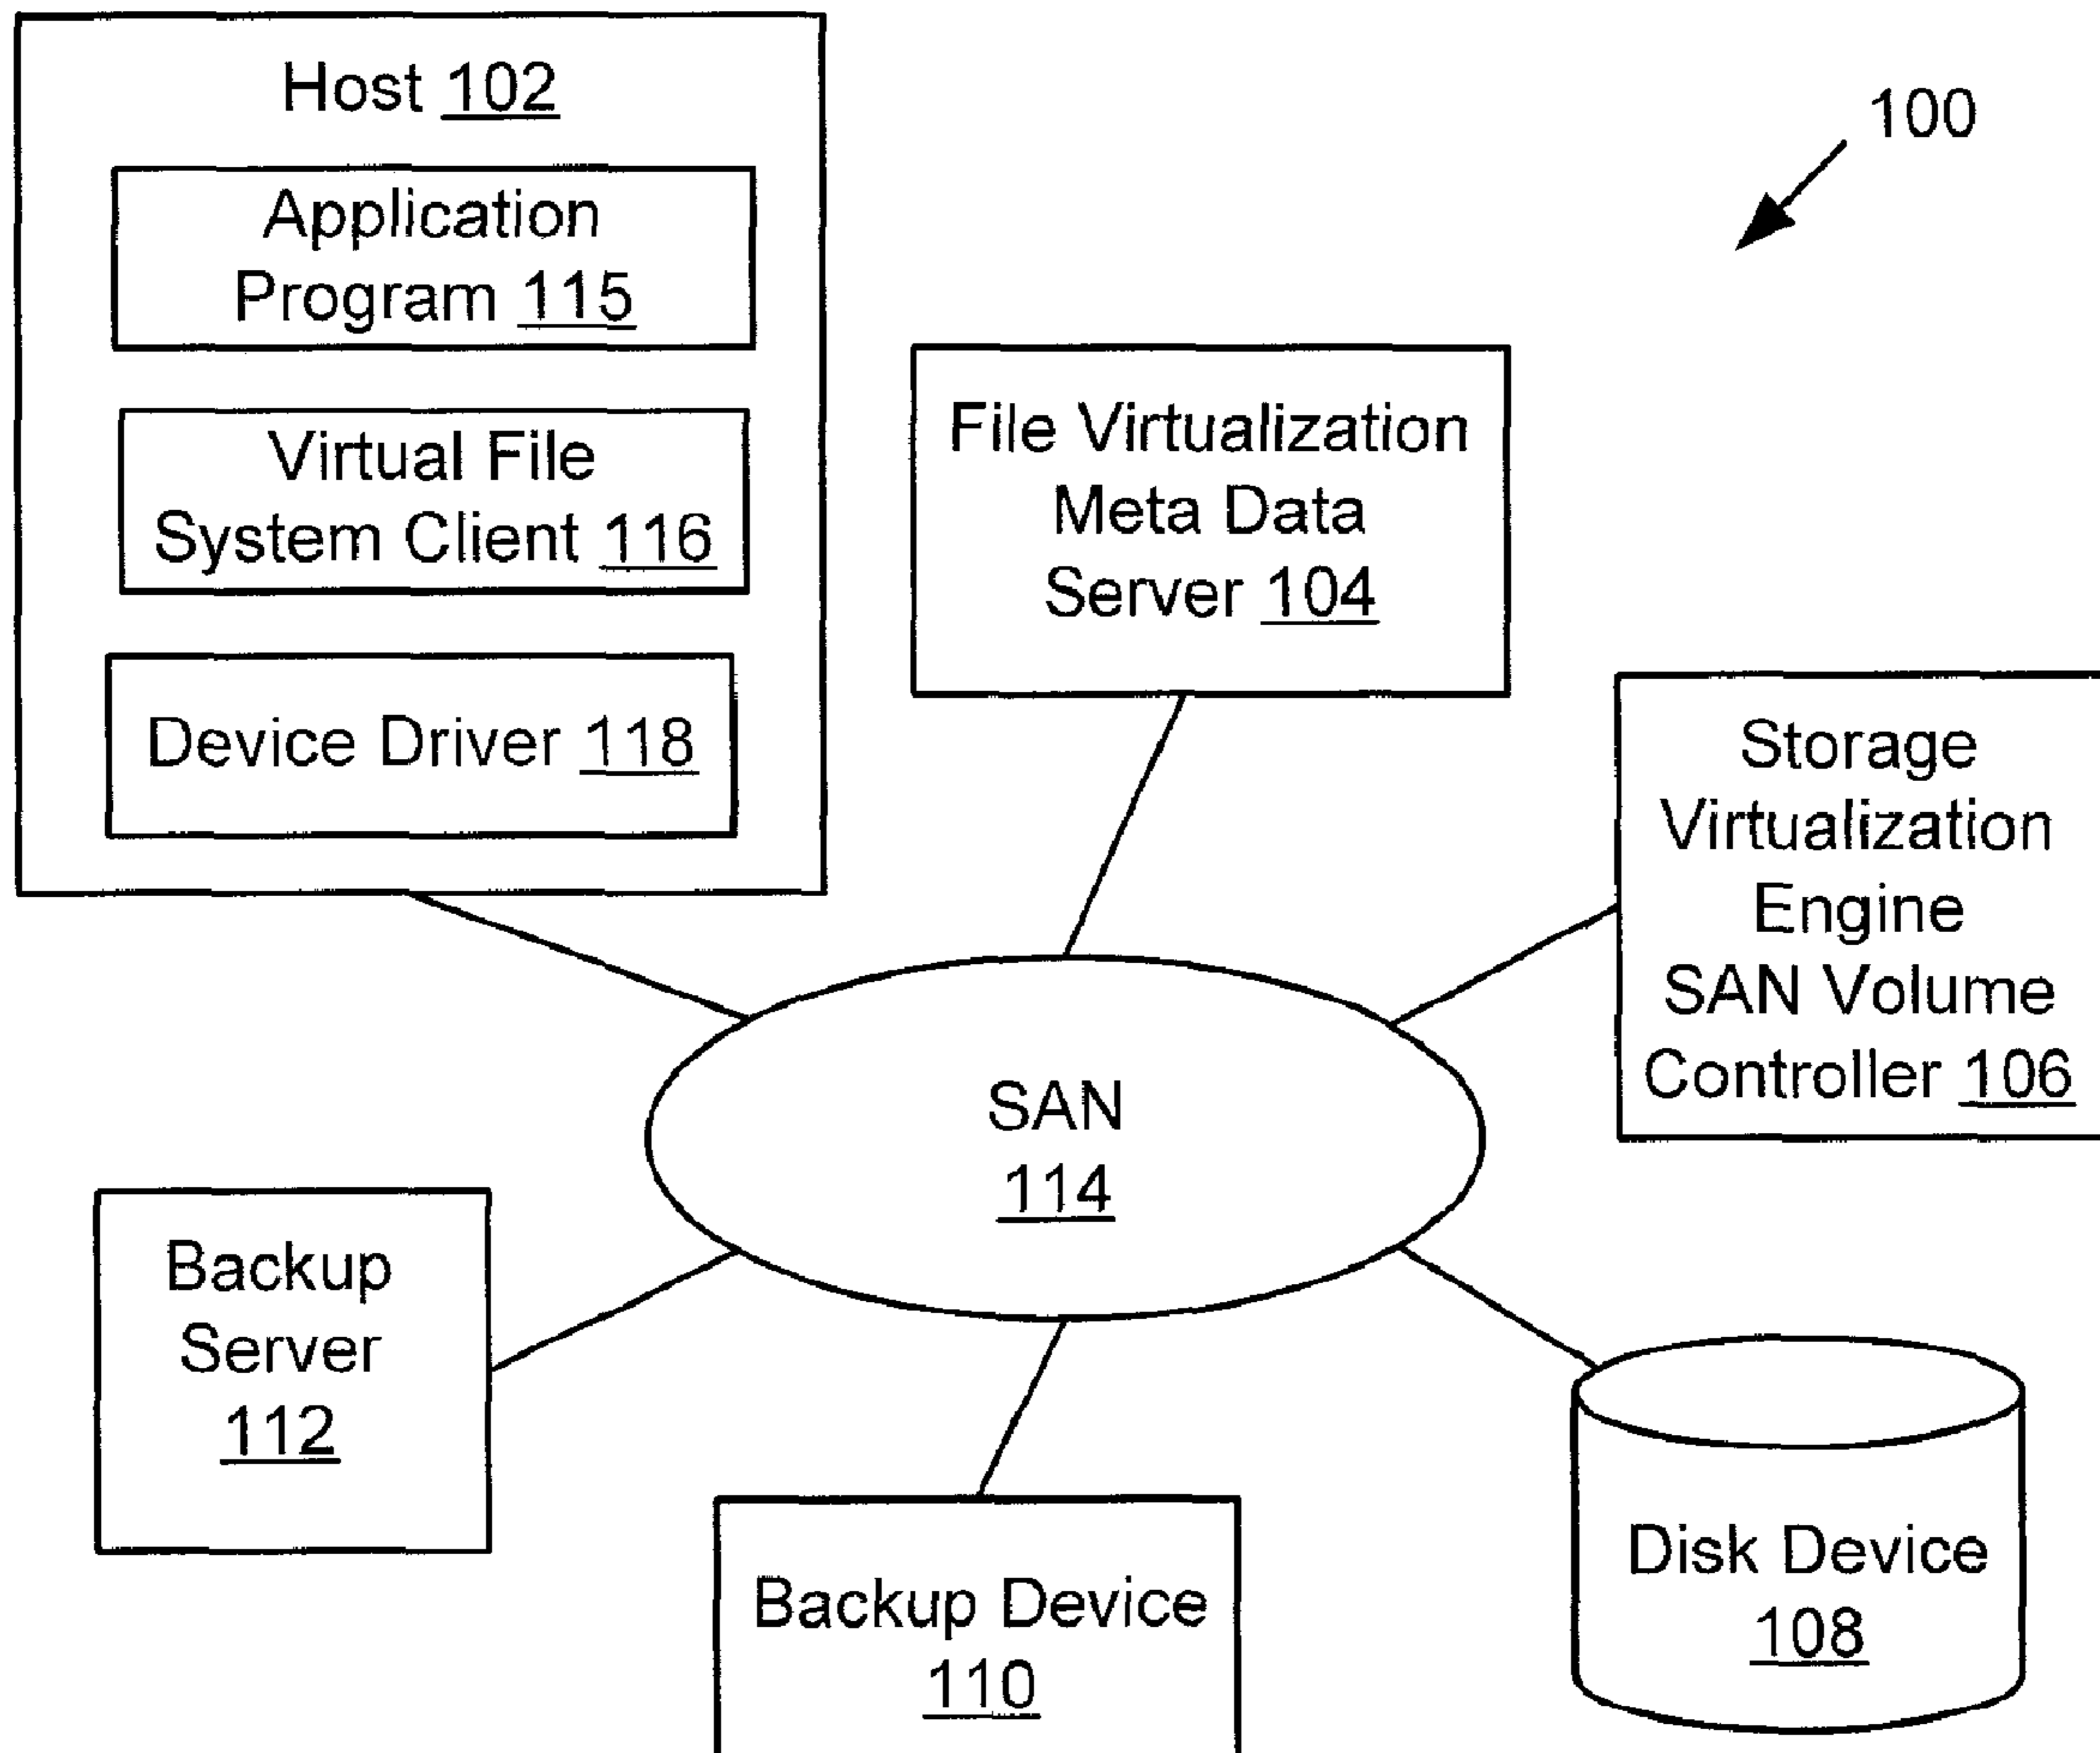 Host 102
Application
Program 115
Virtual File
System Client 116
Device Driver 118
100
File Virtualization
Meta Data
Server 104
Storage
Virtualization
Engine
SAN Volume
Controller 106
SAN
114
Backup
Server
112
Backup Device
110
Disk Device
108